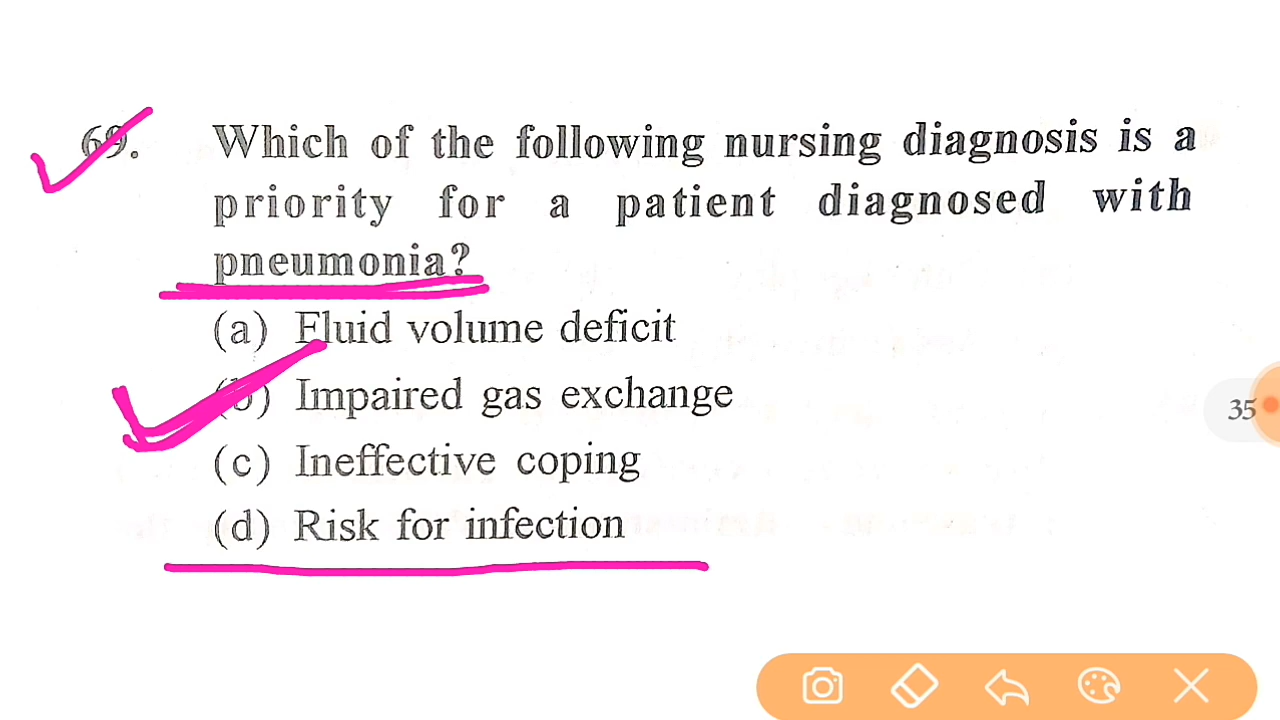 69. Which of the following nursing diagnosis is a
priority for a patient diagnosed with
pneumonia?
(a) Fluid volume deficit
(b) Impaired gas exchange
(c) Ineffective coping
(d) Risk for infection
35